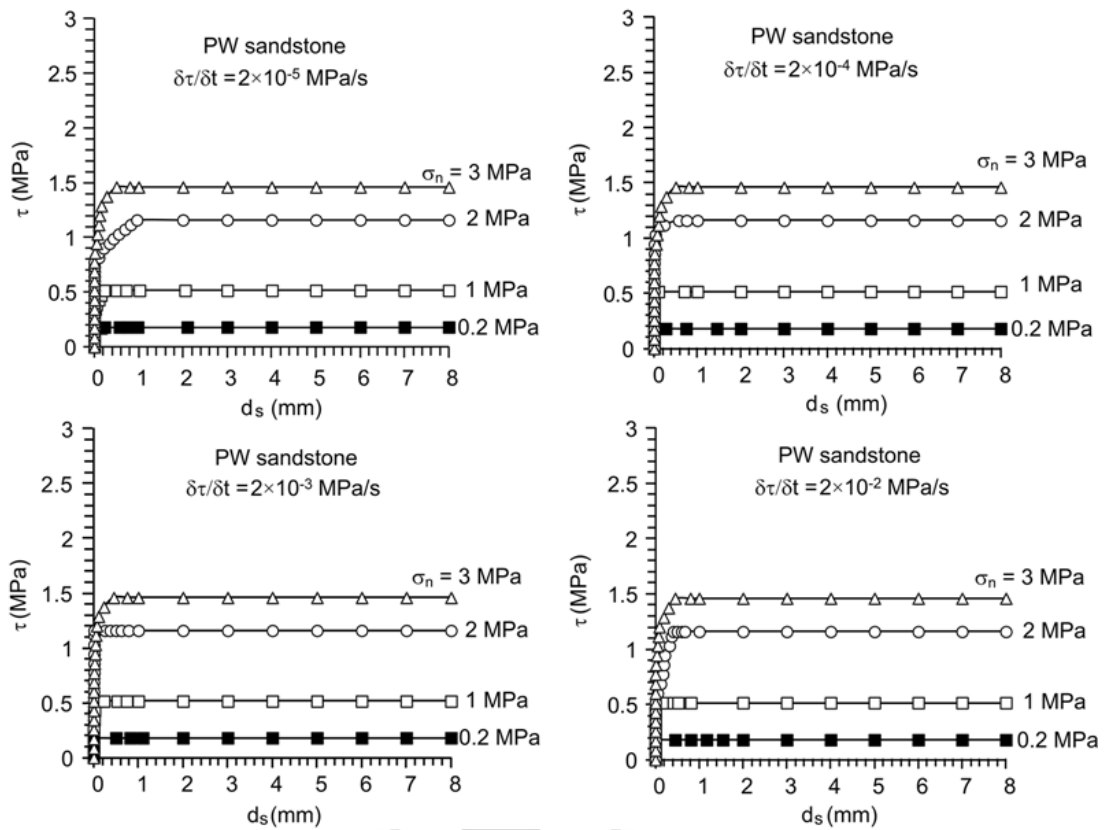 PW sandstone
δτ/δt = 2×10⁻⁵ MPa/s
τ (MPa)
3
2.5
2
1.5
1
0.5
0
σn = 3 MPa
2 MPa
1 MPa
0.2 MPa
0 1 2 3 4 5 6 7 8
ds (mm)
PW sandstone
δτ/δt = 2×10⁻⁴ MPa/s
τ (MPa)
3
2.5
2
1.5
1
0.5
0
σn = 3 MPa
2 MPa
1 MPa
0.2 MPa
0 1 2 3 4 5 6 7 8
ds (mm)
PW sandstone
δτ/δt = 2×10⁻³ MPa/s
τ (MPa)
3
2.5
2
1.5
1
0.5
0
σn = 3 MPa
2 MPa
1 MPa
0.2 MPa
0 1 2 3 4 5 6 7 8
ds (mm)
PW sandstone
δτ/δt = 2×10⁻² MPa/s
τ (MPa)
3
2.5
2
1.5
1
0.5
0
σn = 3 MPa
2 MPa
1 MPa
0.2 MPa
0 1 2 3 4 5 6 7 8
ds (mm)